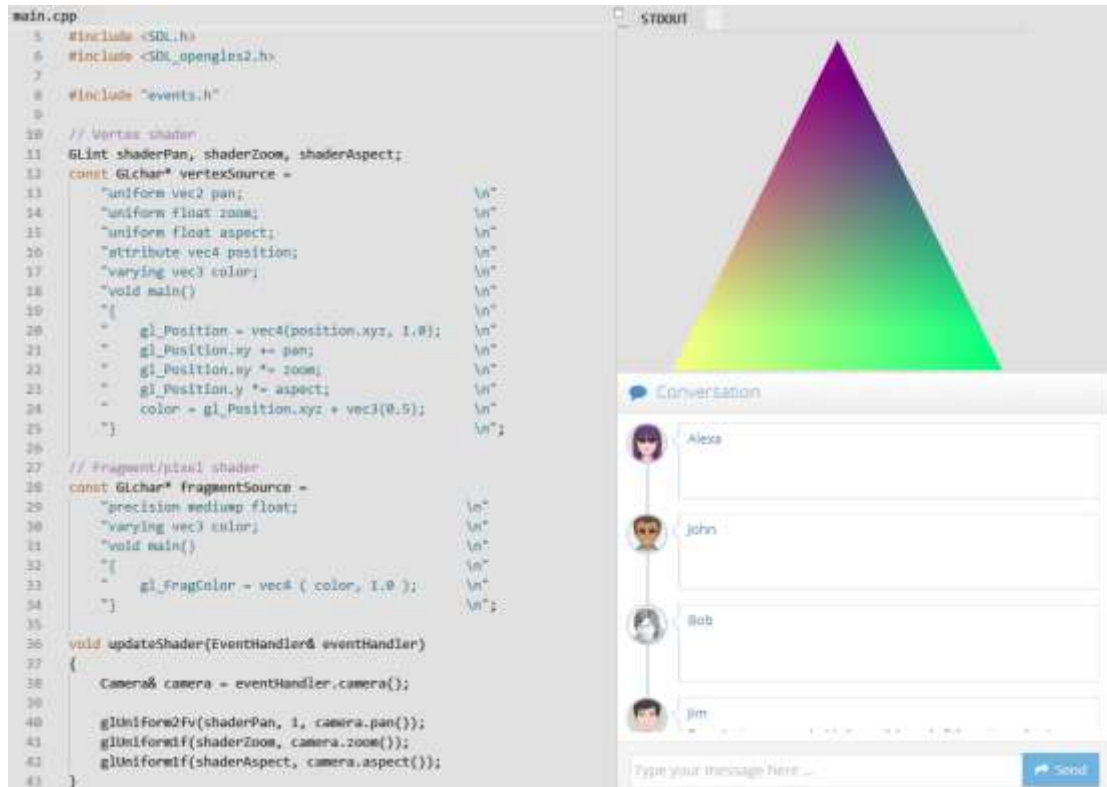 main.cpp
5 #include <SDL.h>
6 #include <SDL_opengles2.h>
7
8 #include "events.h"
9
10 // Vertex shader
11 GLint shaderPan, shaderZoom, shaderAspect;
12 const GLchar* vertexSource =
13 "uniform vec2 pan; \n"
14 "uniform float zoom; \n"
15 "uniform float aspect; \n"
16 "attribute vec4 position; \n"
17 "varying vec3 color; \n"
18 "void main() \n"
19 "{ \n"
20 " gl_Position = vec4(position.xyz, 1.0); \n"
21 " gl_Position.xy += pan; \n"
22 " gl_Position.xy *= zoom; \n"
23 " gl_Position.y *= aspect; \n"
24 " color = gl_Position.xyz + vec3(0.5); \n"
25 "} \n";
26
27 // Fragment/pixel shader
28 const GLchar* fragmentSource =
29 "precision mediump float; \n"
30 "varying vec3 color; \n"
31 "void main() \n"
32 "{ \n"
33 " gl_FragColor = vec4 ( color, 1.0 ); \n"
34 "} \n";
35
36 void updateShader(EventHandler& eventHandler)
37 {
38 Camera& camera = eventHandler.camera();
39
40 glUniform2fv(shaderPan, 1, camera.pan());
41 glUniform1f(shaderZoom, camera.zoom());
42 glUniform1f(shaderAspect, camera.aspect());
43 }
STDOUT
Conversation
Alexa
John
Bob
Jim
Type your message here ...
Send